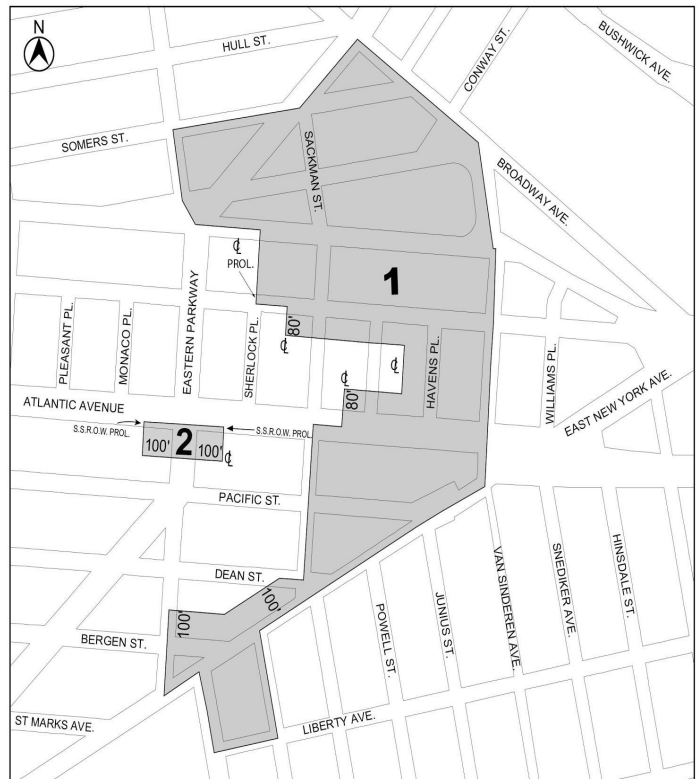 N
HULL ST.
CONWAY ST.
BUSHWICK AVE.
SOMERS ST.
SACKMAN ST.
BROADWAY AVE.
℄
PROL.
1
PLEASANT PL.
MONACO PL.
EASTERN PARKWAY
SHERLOCK PL.
80'
℄
℄
℄
HAVENS PL.
WILLIAMS PL.
80'
EAST NEW YORK AVE.
ATLANTIC AVENUE
S.S.R.O.W. PROL.
100'
2
100'
S.S.R.O.W. PROL.
℄
PACIFIC ST.
DEAN ST.
100'
100'
BERGEN ST.
POWELL ST.
JUNIUS ST.
VAN SINDEREN AVE.
SNEDIKER AVE.
HINSDALE ST.
ST MARKS AVE.
LIBERTY AVE.